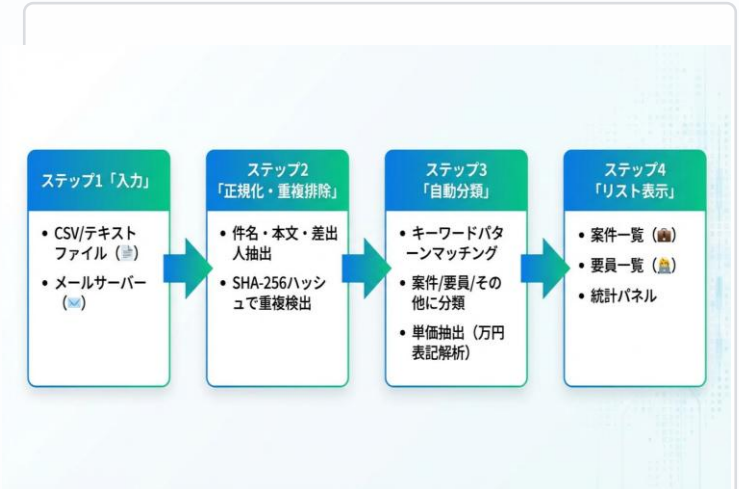 ステップ1「入力」
• CSV/テキスト
ファイル（📄）
• メールサーバー
（✉️）
ステップ2
「正規化・重複排除」
• 件名・本文・差出
人抽出
• SHA-256ハッシ
ュで重複検出
ステップ3
「自動分類」
• キーワードパタ
ーンマッチング
• 案件/要員/その
他に分類
• 単価抽出（万円
表記解析）
ステップ4
「リスト表示」
• 案件一覧（💼）
• 要員一覧（👩‍💼）
• 統計パネル